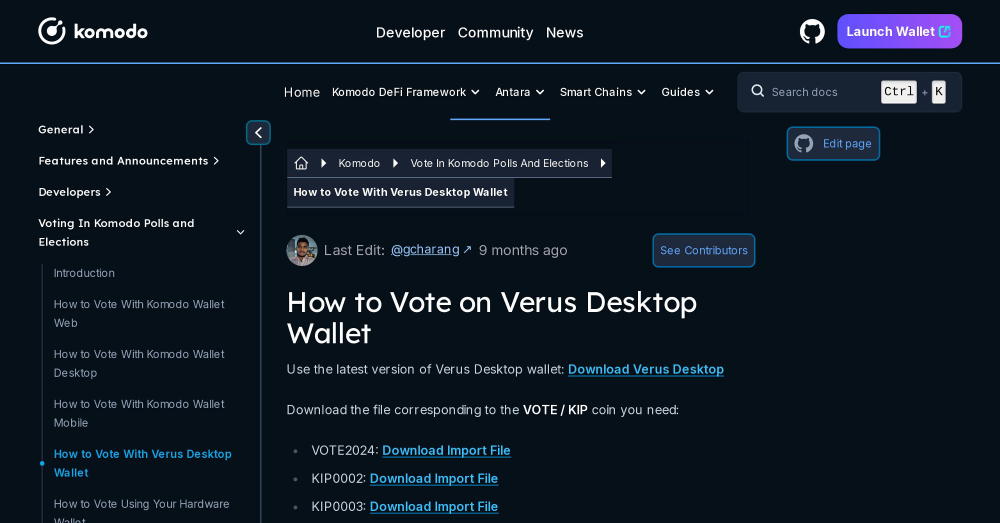 komodo
Developer Community News
Launch Wallet
Home Komodo DeFi Framework Antara Smart Chains Guides
Search docs Ctrl + K
General
Features and Announcements
Developers
Voting In Komodo Polls and
Elections
Introduction
How to Vote With Komodo Wallet
Web
How to Vote With Komodo Wallet
Desktop
How to Vote With Komodo Wallet
Mobile
How to Vote With Verus Desktop
Wallet
How to Vote Using Your Hardware
Wallet
Komodo Vote In Komodo Polls And Elections
How to Vote With Verus Desktop Wallet
Edit page
Last Edit: @gcharang ↗ 9 months ago
See Contributors
How to Vote on Verus Desktop
Wallet
Use the latest version of Verus Desktop wallet: Download Verus Desktop
Download the file corresponding to the VOTE / KIP coin you need:
VOTE2024: Download Import File
KIP0002: Download Import File
KIP0003: Download Import File